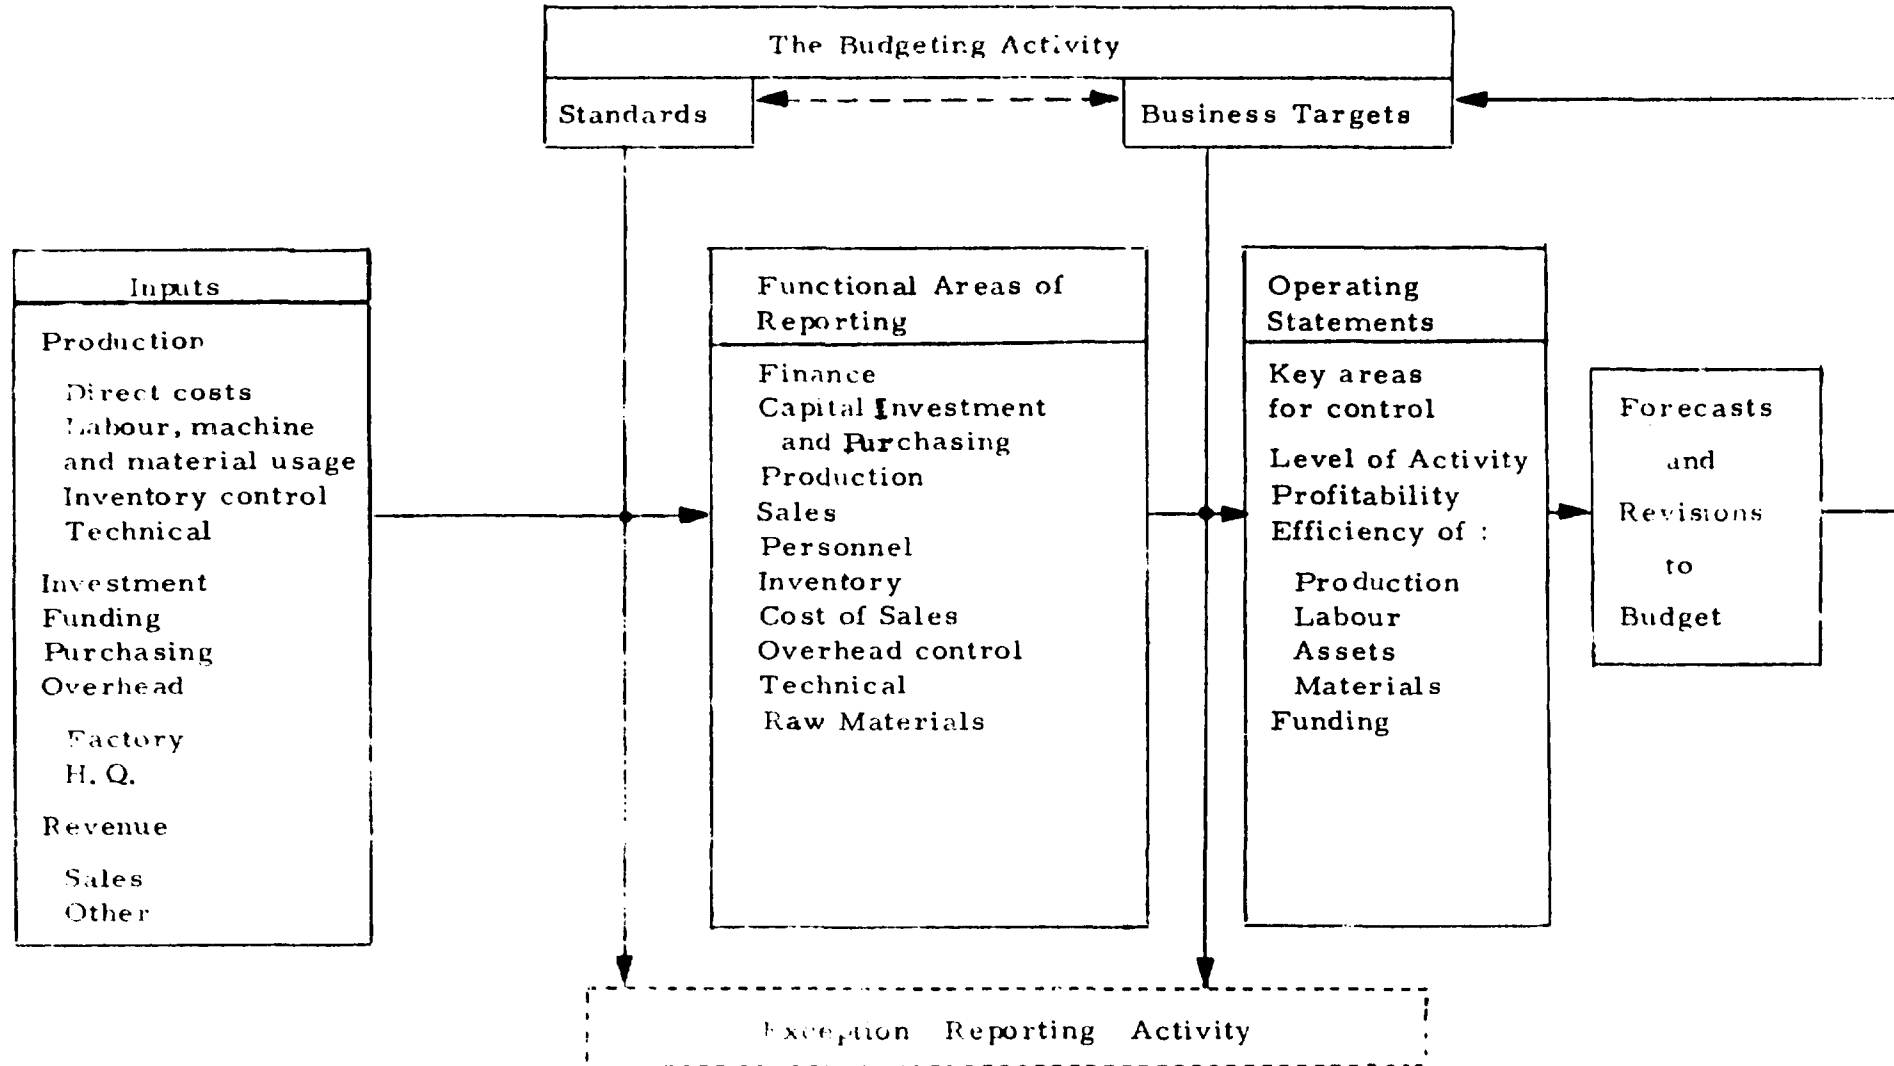 The Budgeting Activity
Standards
Business Targets
Inputs
Production
Direct costs
Labour, machine
and material usage
Inventory control
Technical
Investment
Funding
Purchasing
Overhead
Factory
H. Q.
Revenue
Sales
Other
Functional Areas of
Reporting
Finance
Capital Investment
and Purchasing
Production
Sales
Personnel
Inventory
Cost of Sales
Overhead control
Technical
Raw Materials
Operating
Statements
Key areas
for control
Level of Activity
Profitability
Efficiency of :
Production
Labour
Assets
Materials
Funding
Forecasts
and
Revisions
to
Budget
Exception Reporting Activity